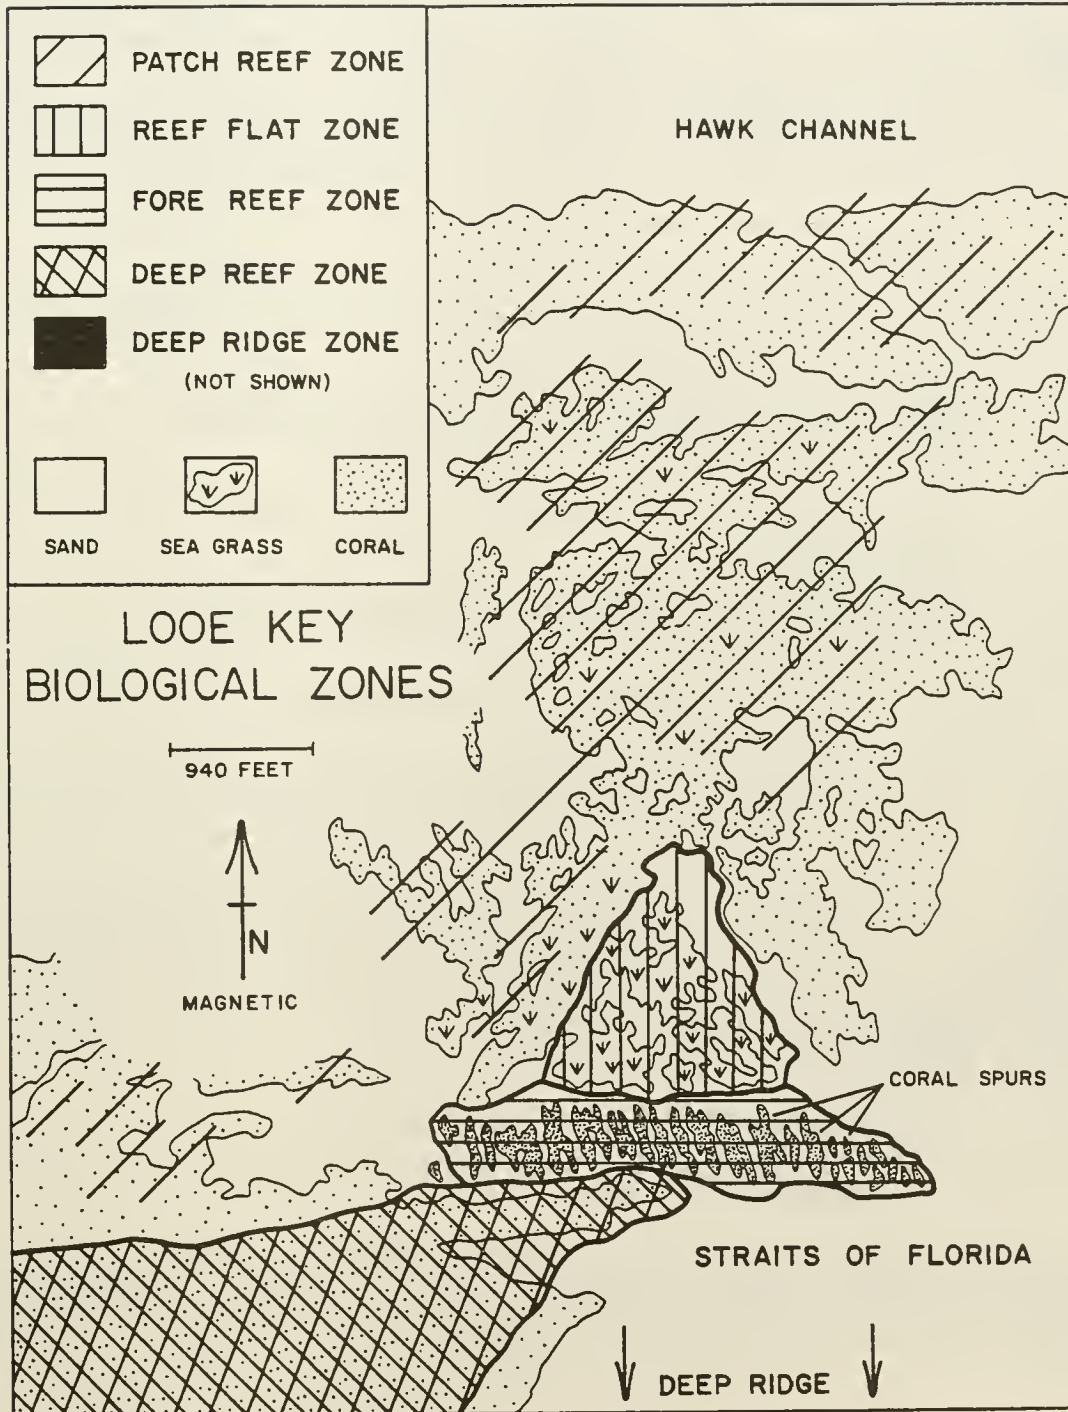 PATCH REEF ZONE
REEF FLAT ZONE
FORE REEF ZONE
DEEP REEF ZONE
DEEP RIDGE ZONE
(NOT SHOWN)
SAND
SEA GRASS
CORAL
HAWK CHANNEL
LOOE KEY
BIOLOGICAL ZONES
940 FEET
N
MAGNETIC
CORAL SPURS
STRAITS OF FLORIDA
DEEP RIDGE